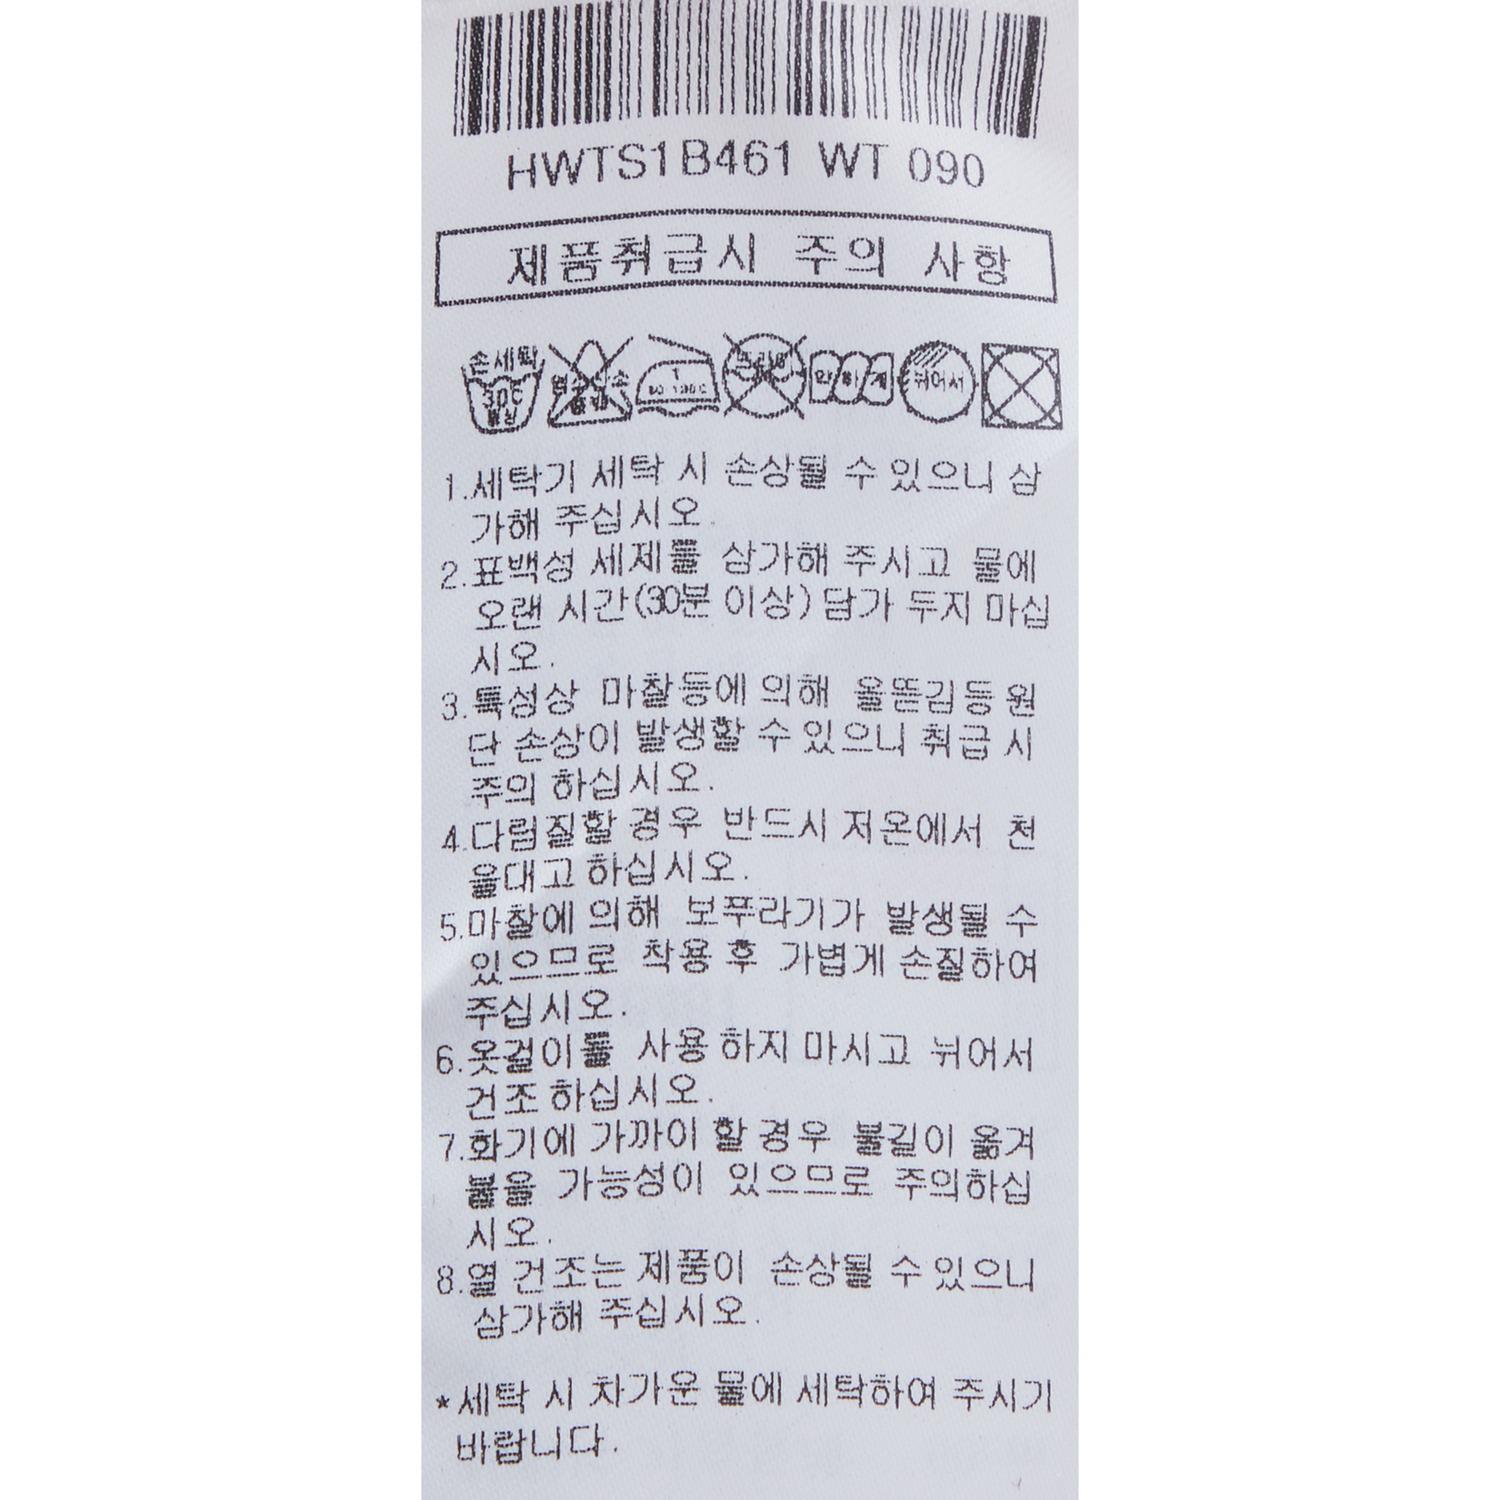 HWTS1B461 WT 090
제품취급시 주의 사항
손세탁
30℃
중성
염소표백
드라이
약하게
뉘어서
1.세탁기 세탁 시 손상될 수 있으니 삼
가해 주십시오.
2.표백성 세제를 삼가해 주시고 물에
오랜 시간(30분 이상) 담가 두지 마십
시오.
3.특성상 마찰등에 의해 올뜯김등 원
단 손상이 발생할 수 있으니 취급 시
주의 하십시오.
4.다림질할 경우 반드시 저온에서 천
을대고 하십시오.
5.마찰에 의해 보푸라기가 발생될 수
있으므로 착용 후 가볍게 손질하여
주십시오.
6.옷걸이를 사용 하지 마시고 뉘어서
건조 하십시오.
7.화기에 가까이 할 경우 불길이 옮겨
붙을 가능성이 있으므로 주의하십
시오.
8.열 건조는 제품이 손상될 수 있으니
삼가해 주십시오.
*세탁 시 차가운 물에 세탁하여 주시기
바랍니다.